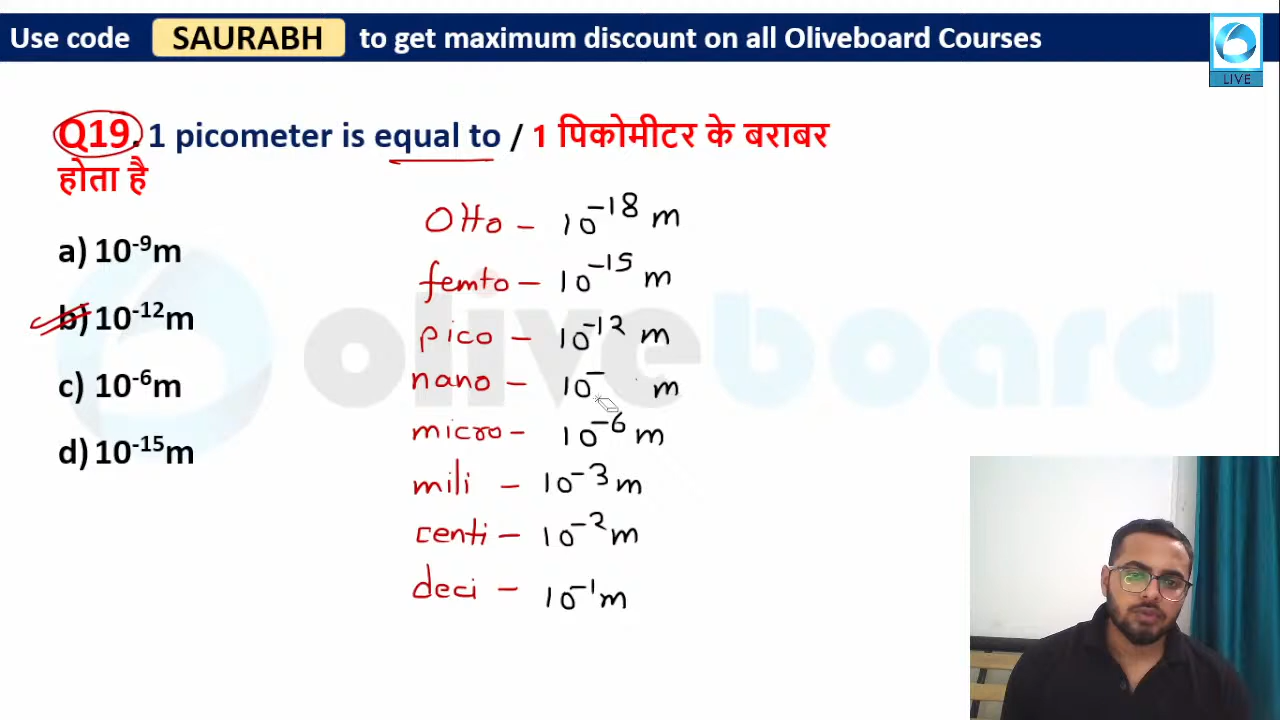 Use code SAURABH to get maximum discount on all Oliveboard Courses
LIVE
Q19. 1 picometer is equal to / 1 पिकोमीटर के बराबर
होता है
a) 10⁻⁹m
b) 10⁻¹²m
c) 10⁻⁶m
d) 10⁻¹⁵m
Otto – 10⁻¹⁸ m
femto – 10⁻¹⁵ m
pico – 10⁻¹² m
nano – 10⁻ m
micro – 10⁻⁶ m
mili – 10⁻³ m
centi – 10⁻² m
deci – 10⁻¹ m
oliveboard